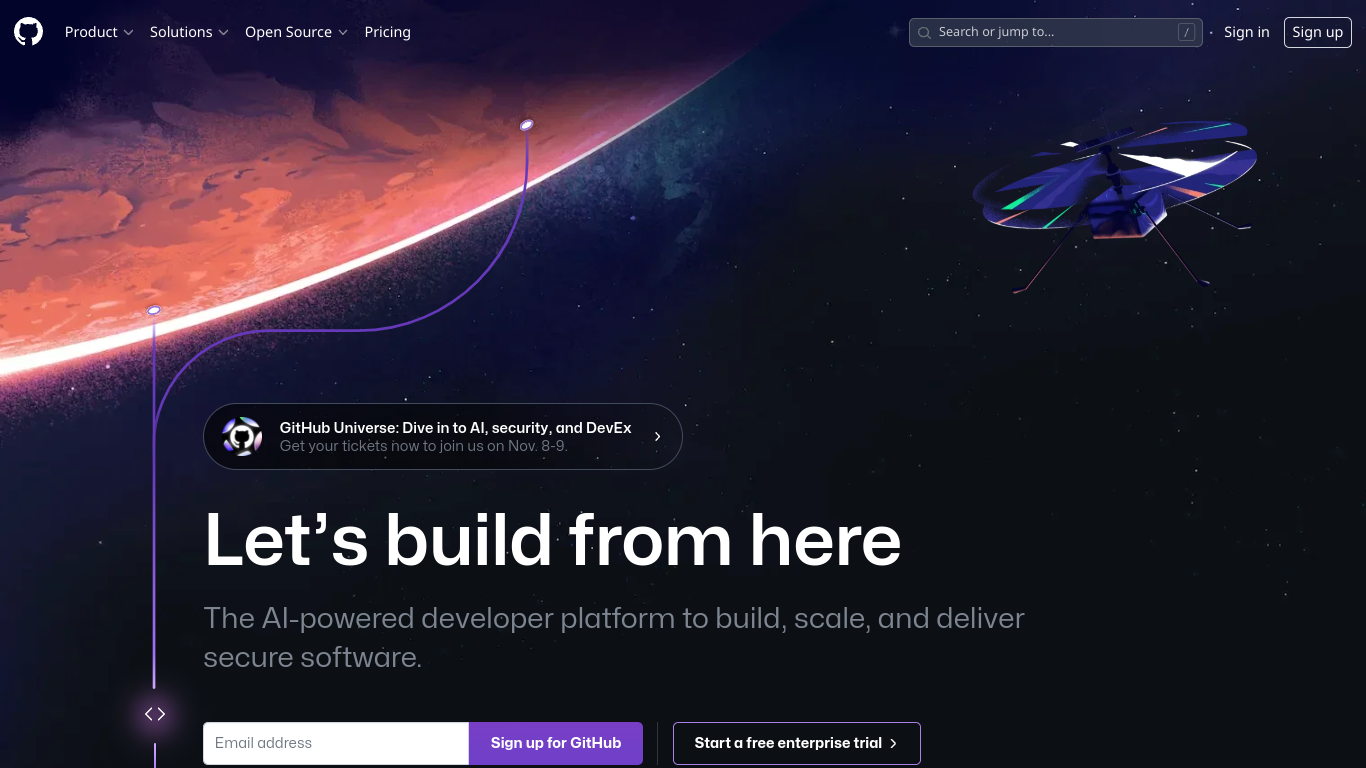 Product Solutions Open Source Pricing Search or jump to... / Sign in Sign up
GitHub Universe: Dive in to AI, security, and DevEx
Get your tickets now to join us on Nov. 8-9.
Let’s build from here
The AI-powered developer platform to build, scale, and deliver
secure software.
Email address Sign up for GitHub Start a free enterprise trial